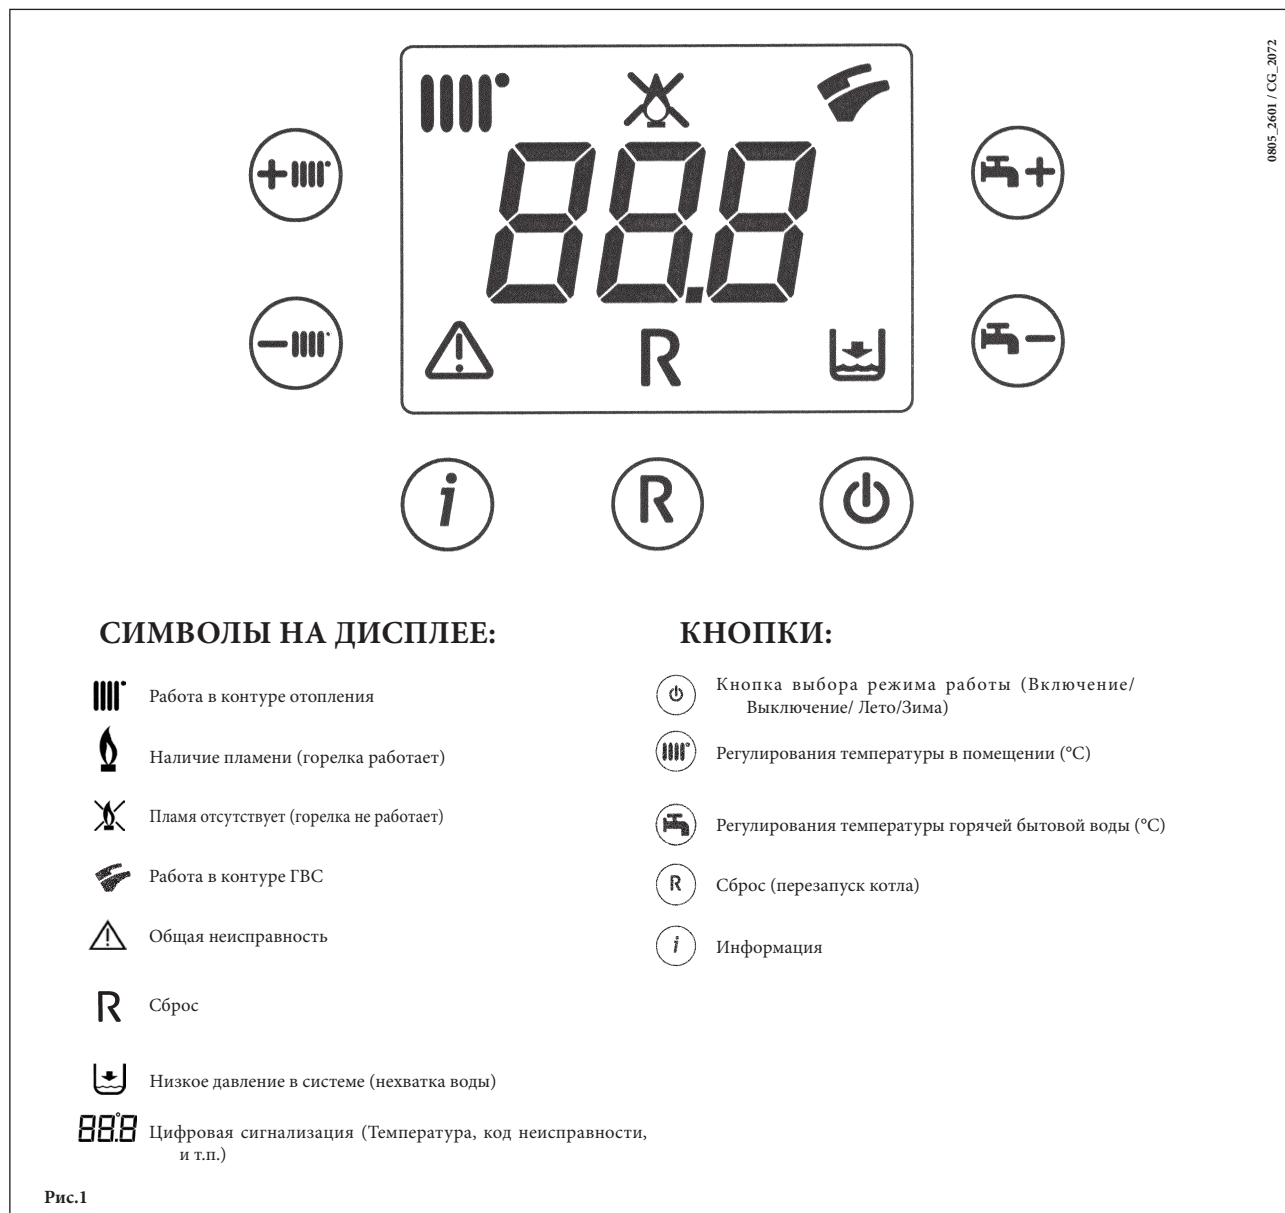 0805_2601 / CG_2072
88.8
R
i
R
СИМВОЛЫ НА ДИСПЛЕЕ:
Работа в контуре отопления
Наличие пламени (горелка работает)
Пламя отсутствует (горелка не работает)
Работа в контуре ГВС
Общая неисправность
R Сброс
Низкое давление в системе (нехватка воды)
88.8 Цифровая сигнализация (Температура, код неисправности,
и т.п.)
КНОПКИ:
Кнопка выбора режима работы (Включение/
Выключение/ Лето/Зима)
Регулирования температуры в помещении (°C)
Регулирования температуры горячей бытовой воды (°C)
R Сброс (перезапуск котла)
i Информация
Рис.1